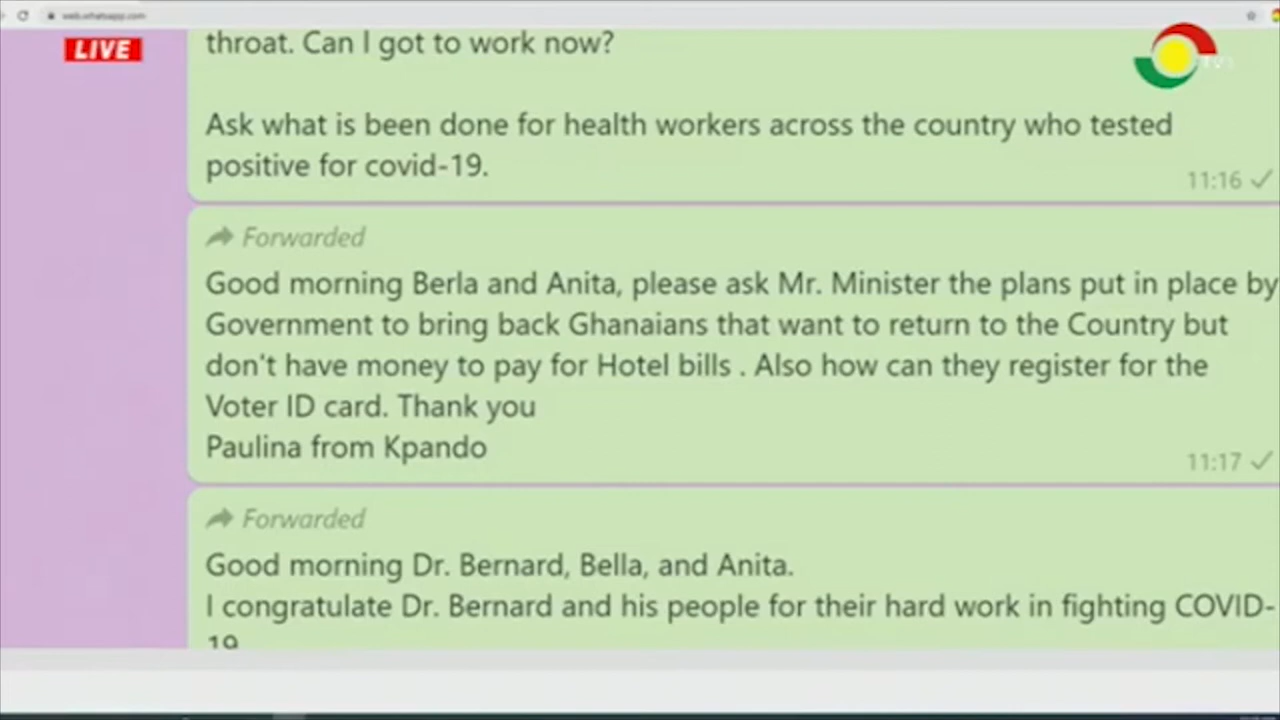 web.whatsapp.com
LIVE
throat. Can I got to work now?
Ask what is been done for health workers across the country who tested
positive for covid-19.
11:16
Forwarded
Good morning Berla and Anita, please ask Mr. Minister the plans put in place by
Government to bring back Ghanaians that want to return to the Country but
don't have money to pay for Hotel bills . Also how can they register for the
Voter ID card. Thank you
Paulina from Kpando
11:17
Forwarded
Good morning Dr. Bernard, Bella, and Anita.
I congratulate Dr. Bernard and his people for their hard work in fighting COVID-
19